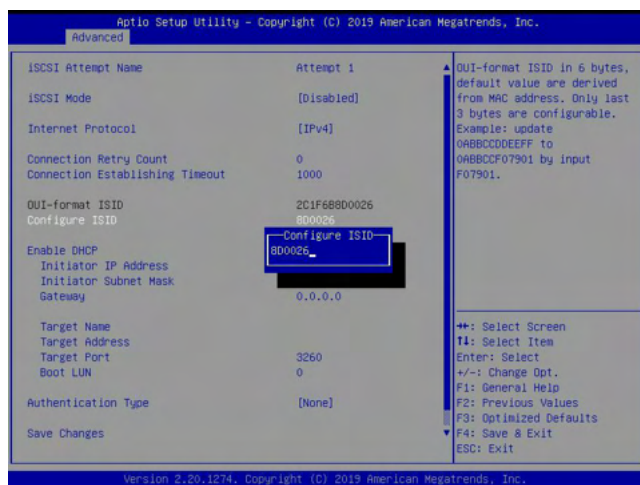 Aptio Setup Utility – Copyright (C) 2019 American Megatrends, Inc.
Advanced
iSCSI Attempt Name Attempt 1
iSCSI Mode [Disabled]
Internet Protocol [IPv4]
Connection Retry Count 0
Connection Establishing Timeout 1000
OUI-format ISID 2C1F6B8D0026
Configure ISID 8D0026
Configure ISID
8D0026_
Enable DHCP
Initiator IP Address
Initiator Subnet Mask
Gateway 0.0.0.0
Target Name
Target Address
Target Port 3260
Boot LUN 0
Authentication Type [None]
Save Changes
OUI-format ISID in 6 bytes,
default value are derived
from MAC address. Only last
3 bytes are configurable.
Example: update
0ABBCCDDEEFF to
0ABBCCF07901 by input
F07901.
↔: Select Screen
↑↓: Select Item
Enter: Select
+/-: Change Opt.
F1: General Help
F2: Previous Values
F3: Optimized Defaults
F4: Save & Exit
ESC: Exit
Version 2.20.1274. Copyright (C) 2019 American Megatrends, Inc.